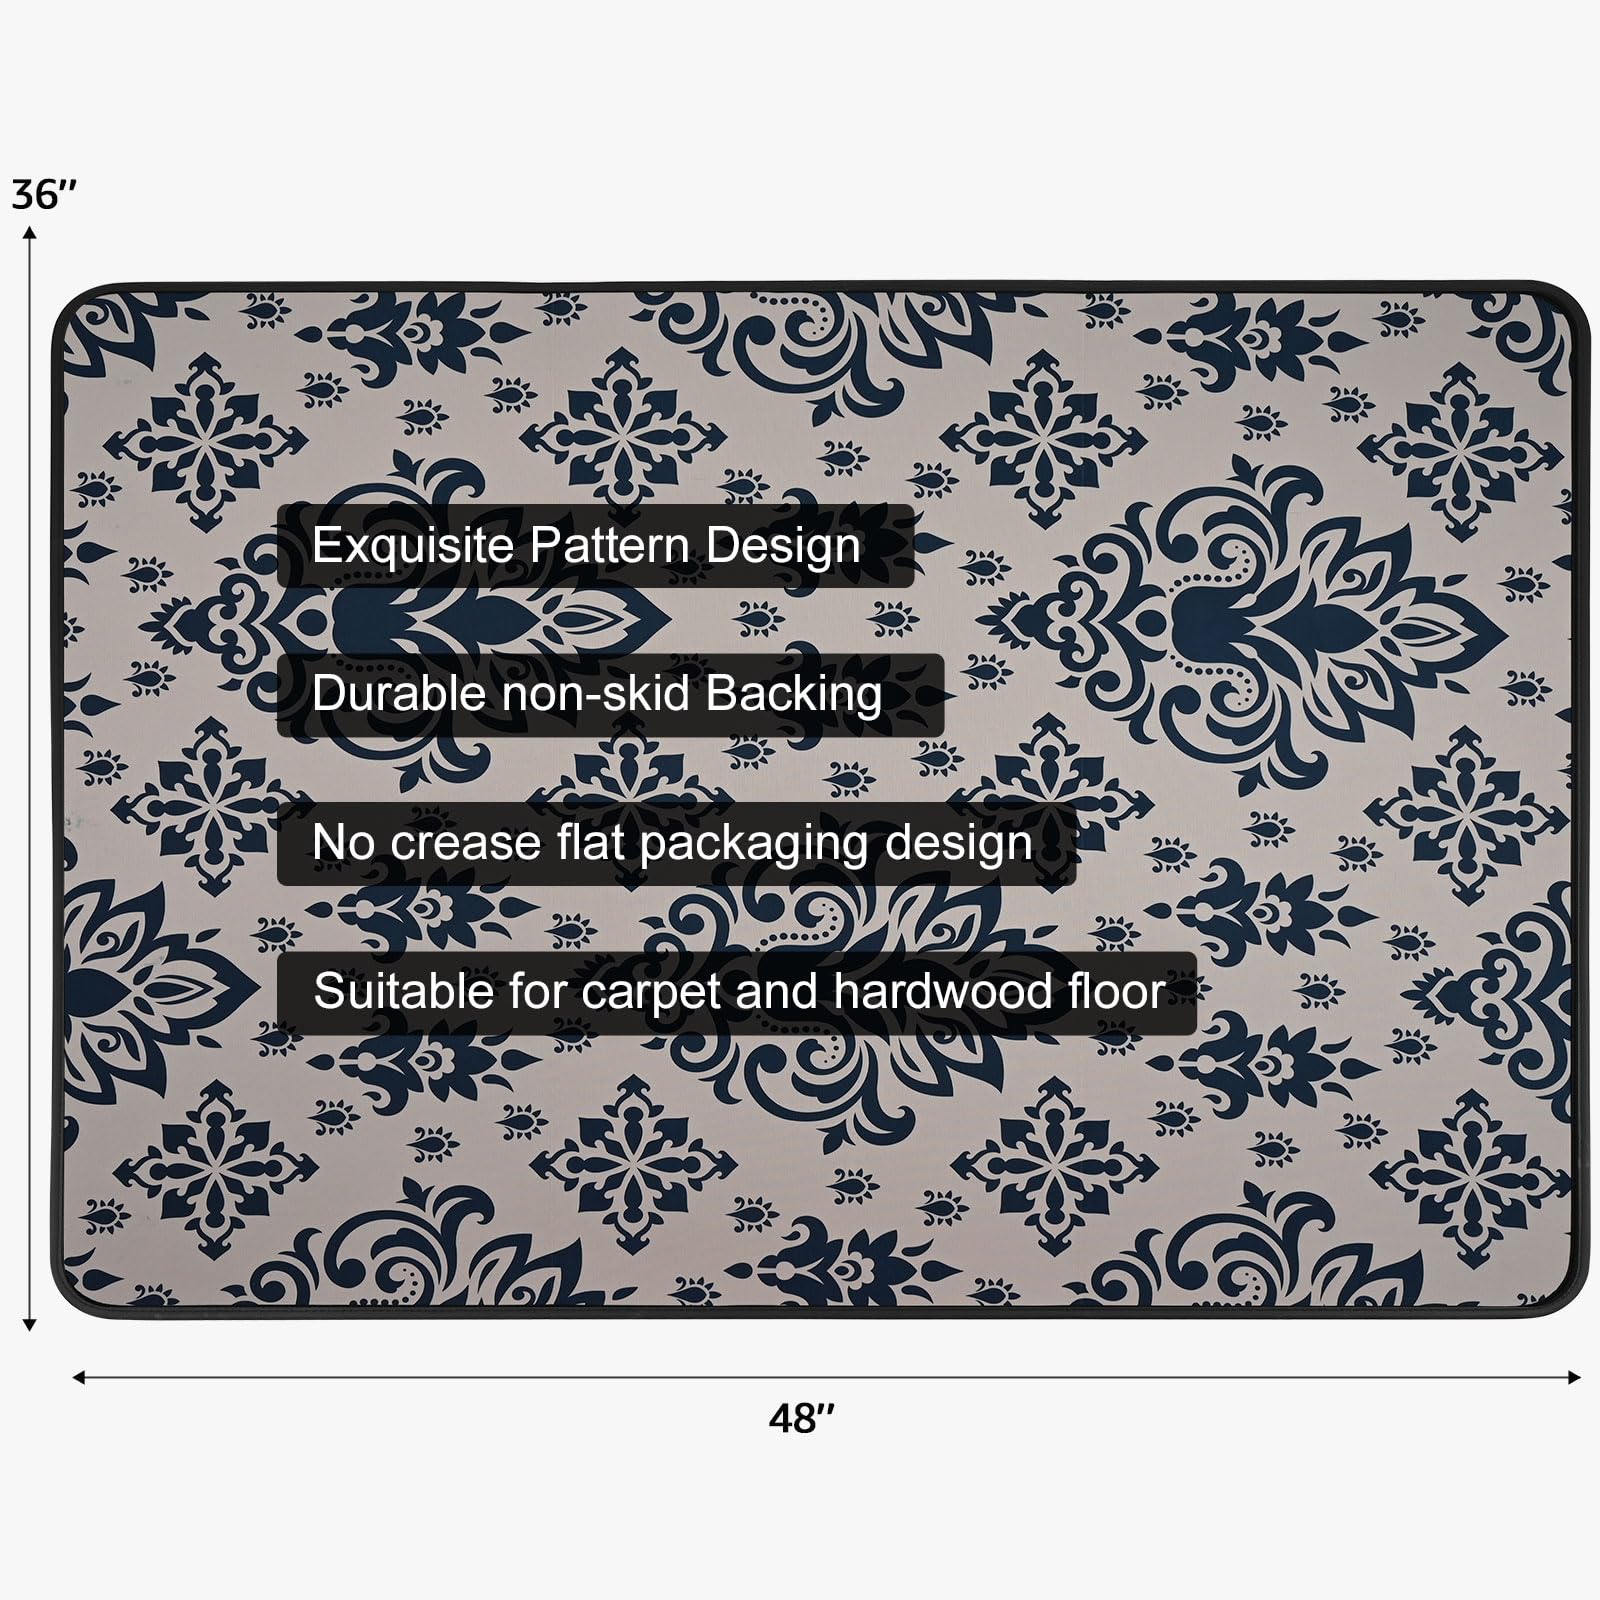 36″
Exquisite Pattern Design
Durable non-skid Backing
No crease flat packaging design
Suitable for carpet and hardwood floor
48″